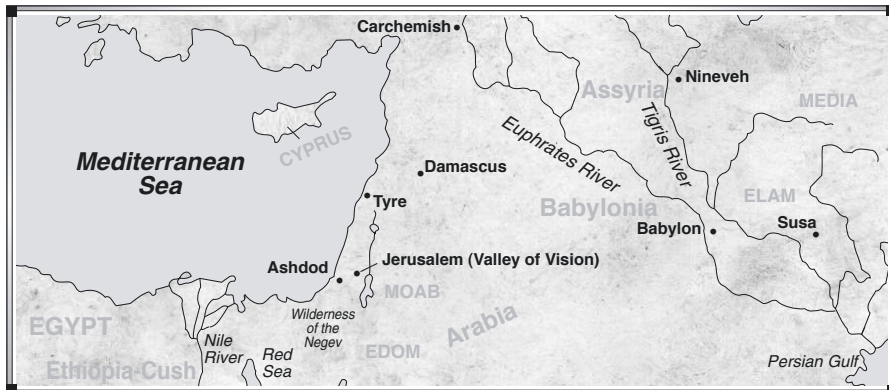 Carchemish
Nineveh
Assyria
MEDIA
Tigris River
Euphrates River
CYPRUS
Mediterranean
Sea
Damascus
ELAM
Tyre
Babylonia
Susa
Babylon
Ashdod
Jerusalem (Valley of Vision)
MOAB
Wilderness
of the
Negev
Arabia
EGYPT
Nile
River
Red
Sea
EDOM
Persian Gulf
Ethiopia-Cush